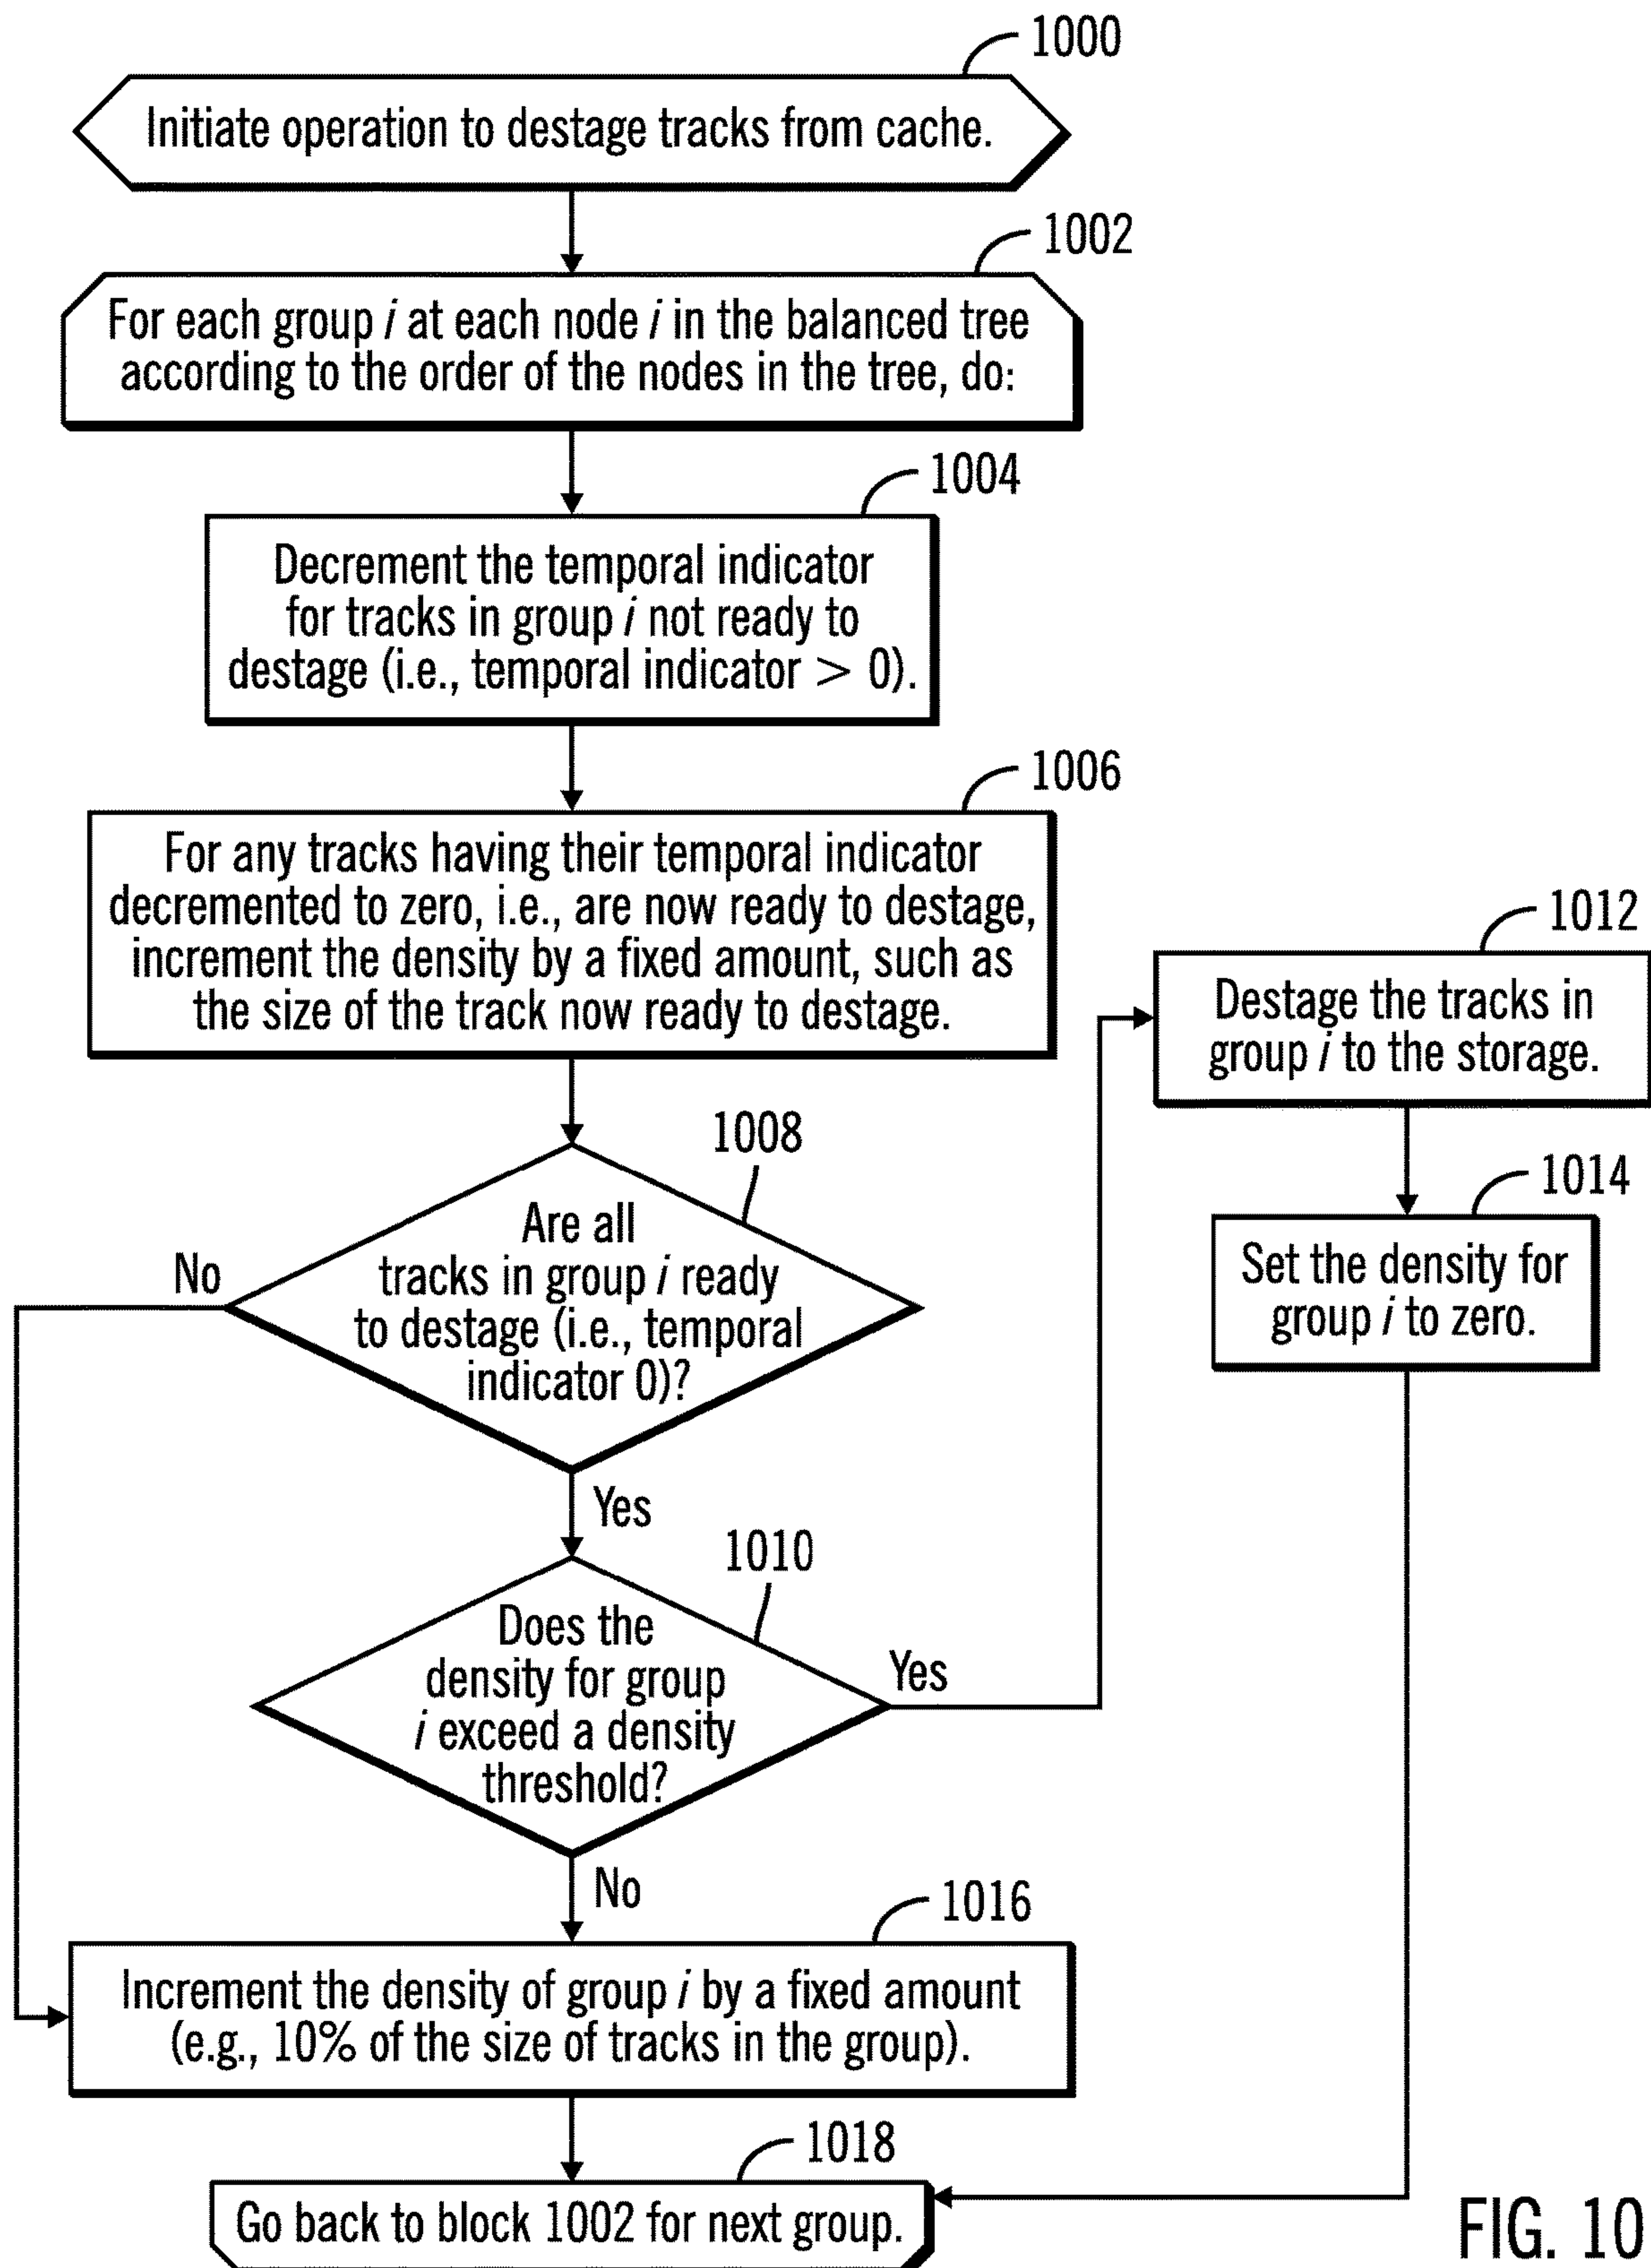 1000
Initiate operation to destage tracks from cache.
1002
For each group i at each node i in the balanced tree
according to the order of the nodes in the tree, do:
1004
Decrement the temporal indicator
for tracks in group i not ready to
destage (i.e., temporal indicator > 0).
1006
For any tracks having their temporal indicator
decremented to zero, i.e., are now ready to destage,
increment the density by a fixed amount, such as
the size of the track now ready to destage.
1008
Are all
tracks in group i ready
to destage (i.e., temporal
indicator 0)?
No
Yes
1010
Does the
density for group
i exceed a density
threshold?
Yes
No
1012
Destage the tracks in
group i to the storage.
1014
Set the density for
group i to zero.
1016
Increment the density of group i by a fixed amount
(e.g., 10% of the size of tracks in the group).
1018
Go back to block 1002 for next group.
FIG. 10